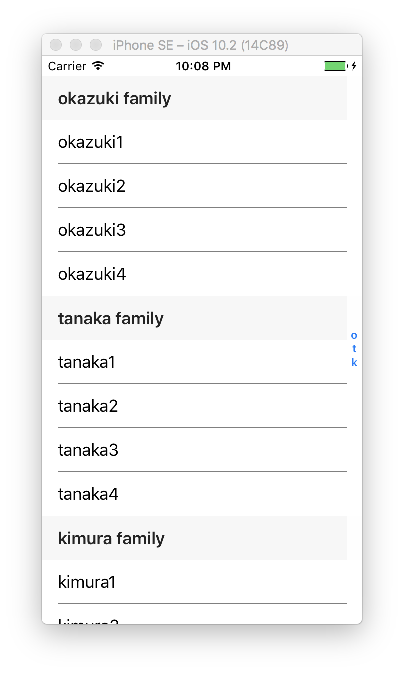 iPhone SE – iOS 10.2 (14C89)
Carrier 10:08 PM
okazuki family
okazuki1
okazuki2
okazuki3
okazuki4
tanaka family
tanaka1
tanaka2
tanaka3
tanaka4
kimura family
kimura1
kimura2
o
t
k